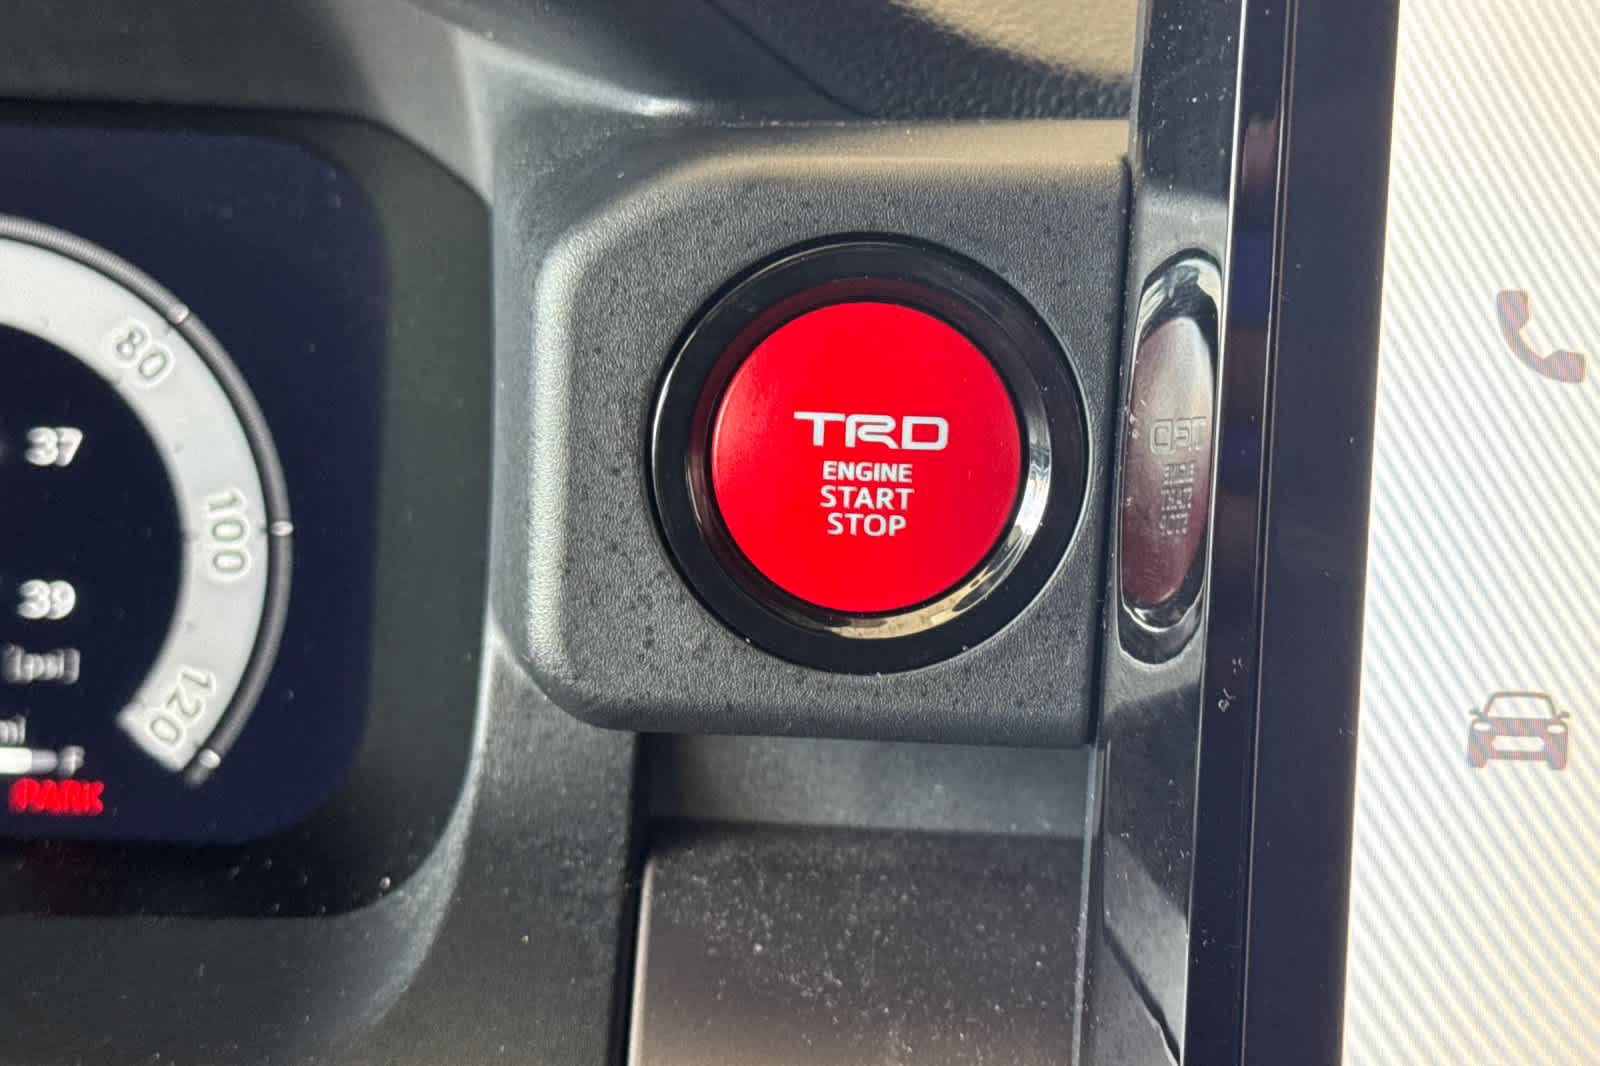 80
37
100
39
(psi)
120
F
PARK
TRD
ENGINE
START
STOP